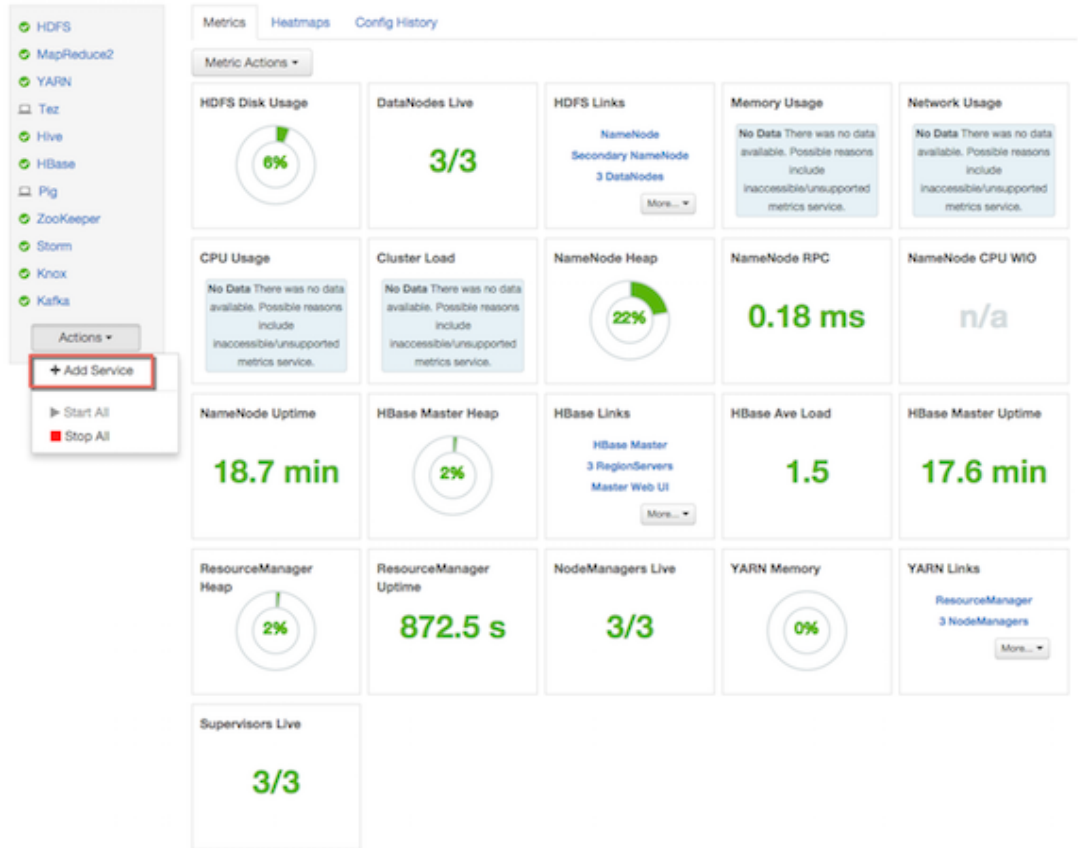 HDFS
MapReduce2
YARN
Tez
Hive
HBase
Pig
ZooKeeper
Storm
Knox
Kafka
Actions
Add Service
Start All
Stop All
Metrics Heatmaps Config History
Metric Actions
HDFS Disk Usage
6%
DataNodes Live
3/3
HDFS Links
NameNode
Secondary NameNode
3 DataNodes
More...
Memory Usage
No Data There was no data
available. Possible reasons
include
inaccessible/unsupported
metrics service.
Network Usage
No Data There was no data
available. Possible reasons
include
inaccessible/unsupported
metrics service.
CPU Usage
No Data There was no data
available. Possible reasons
include
inaccessible/unsupported
metrics service.
Cluster Load
No Data There was no data
available. Possible reasons
include
inaccessible/unsupported
metrics service.
NameNode Heap
22%
NameNode RPC
0.18 ms
NameNode CPU WIO
n/a
NameNode Uptime
18.7 min
HBase Master Heap
2%
HBase Links
HBase Master
3 RegionServers
Master Web UI
More...
HBase Ave Load
1.5
HBase Master Uptime
17.6 min
ResourceManager
Heap
2%
ResourceManager
Uptime
872.5 s
NodeManagers Live
3/3
YARN Memory
0%
YARN Links
ResourceManager
3 NodeManagers
More...
Supervisors Live
3/3